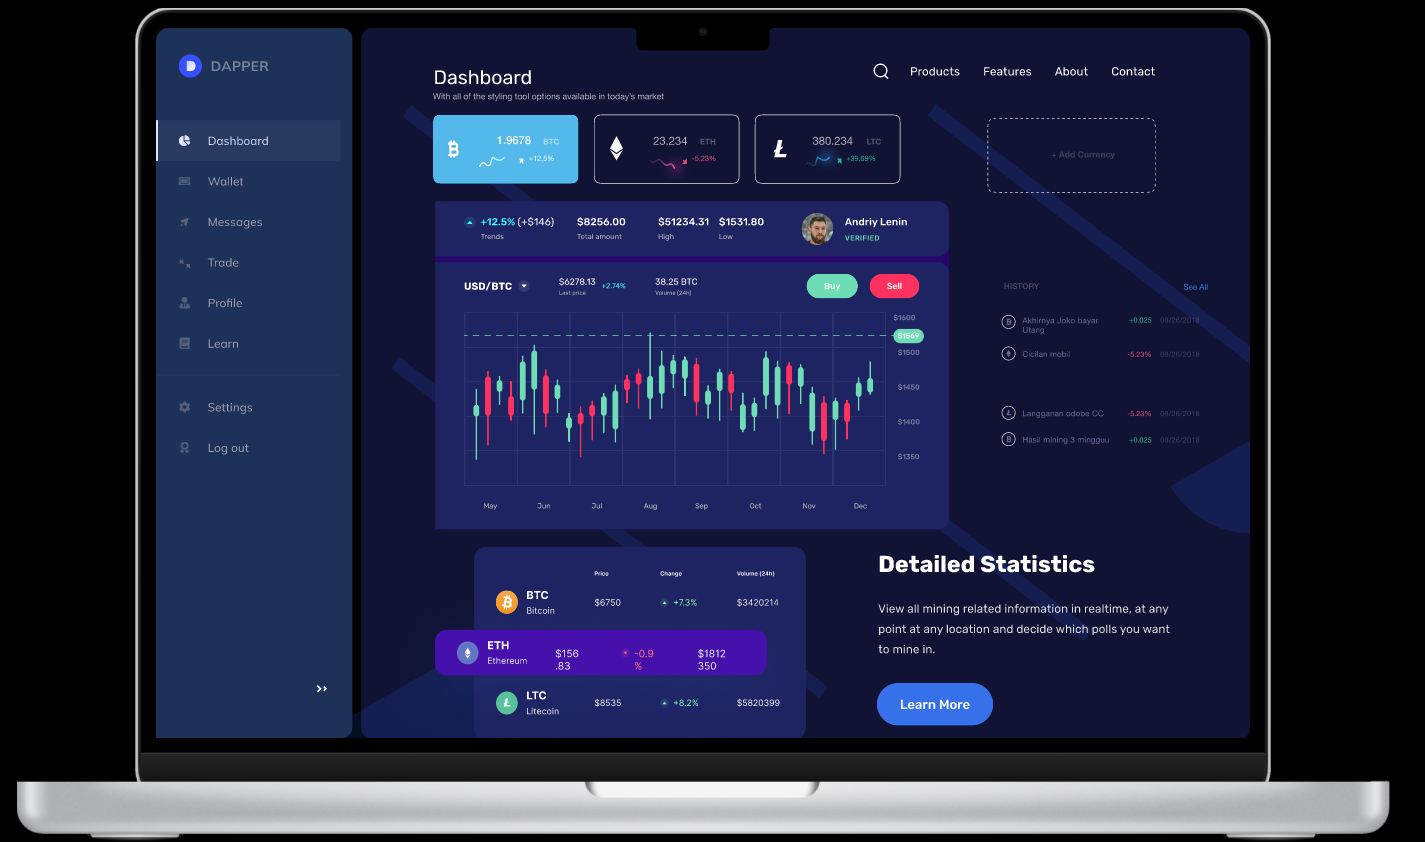 DAPPER
Dashboard
Wallet
Messages
Trade
Profile
Learn
Settings
Log out
Dashboard
With all of the styling tool options available in today's market
Products Features About Contact
1.9678 BTC
+12,5%
23.234 ETH
-5.23%
380.234 LTC
+39.69%
+ Add Currency
+12.5% (+$146)
Trends
$8256.00
Total amount
$51234.31
High
$1531.80
Low
Andriy Lenin
VERIFIED
USD/BTC
$6278.13
Last price
+2.74%
38.25 BTC
Volume (24h)
Buy
Sell
$1600
$1569
$1500
$1450
$1400
$1350
May Jun Jul Aug Sep Oct Nov Dec
HISTORY See All
Akhirnya Joko bayar
Utang
+0.025 08/26/2018
Cicilan mobil -5.23% 08/26/2018
Langganan odobe CC -5.23% 08/26/2018
Hasil mining 3 mingguu +0.025 08/26/2018
Price Change Volume (24h)
BTC
Bitcoin
$6750 +7.3% $3420214
ETH
Ethereum
$156
.83
-0.9
%
$1812
350
LTC
Litecoin
$8535 +8.2% $5820399
Detailed Statistics
View all mining related information in realtime, at any
point at any location and decide which polls you want
to mine in.
Learn More